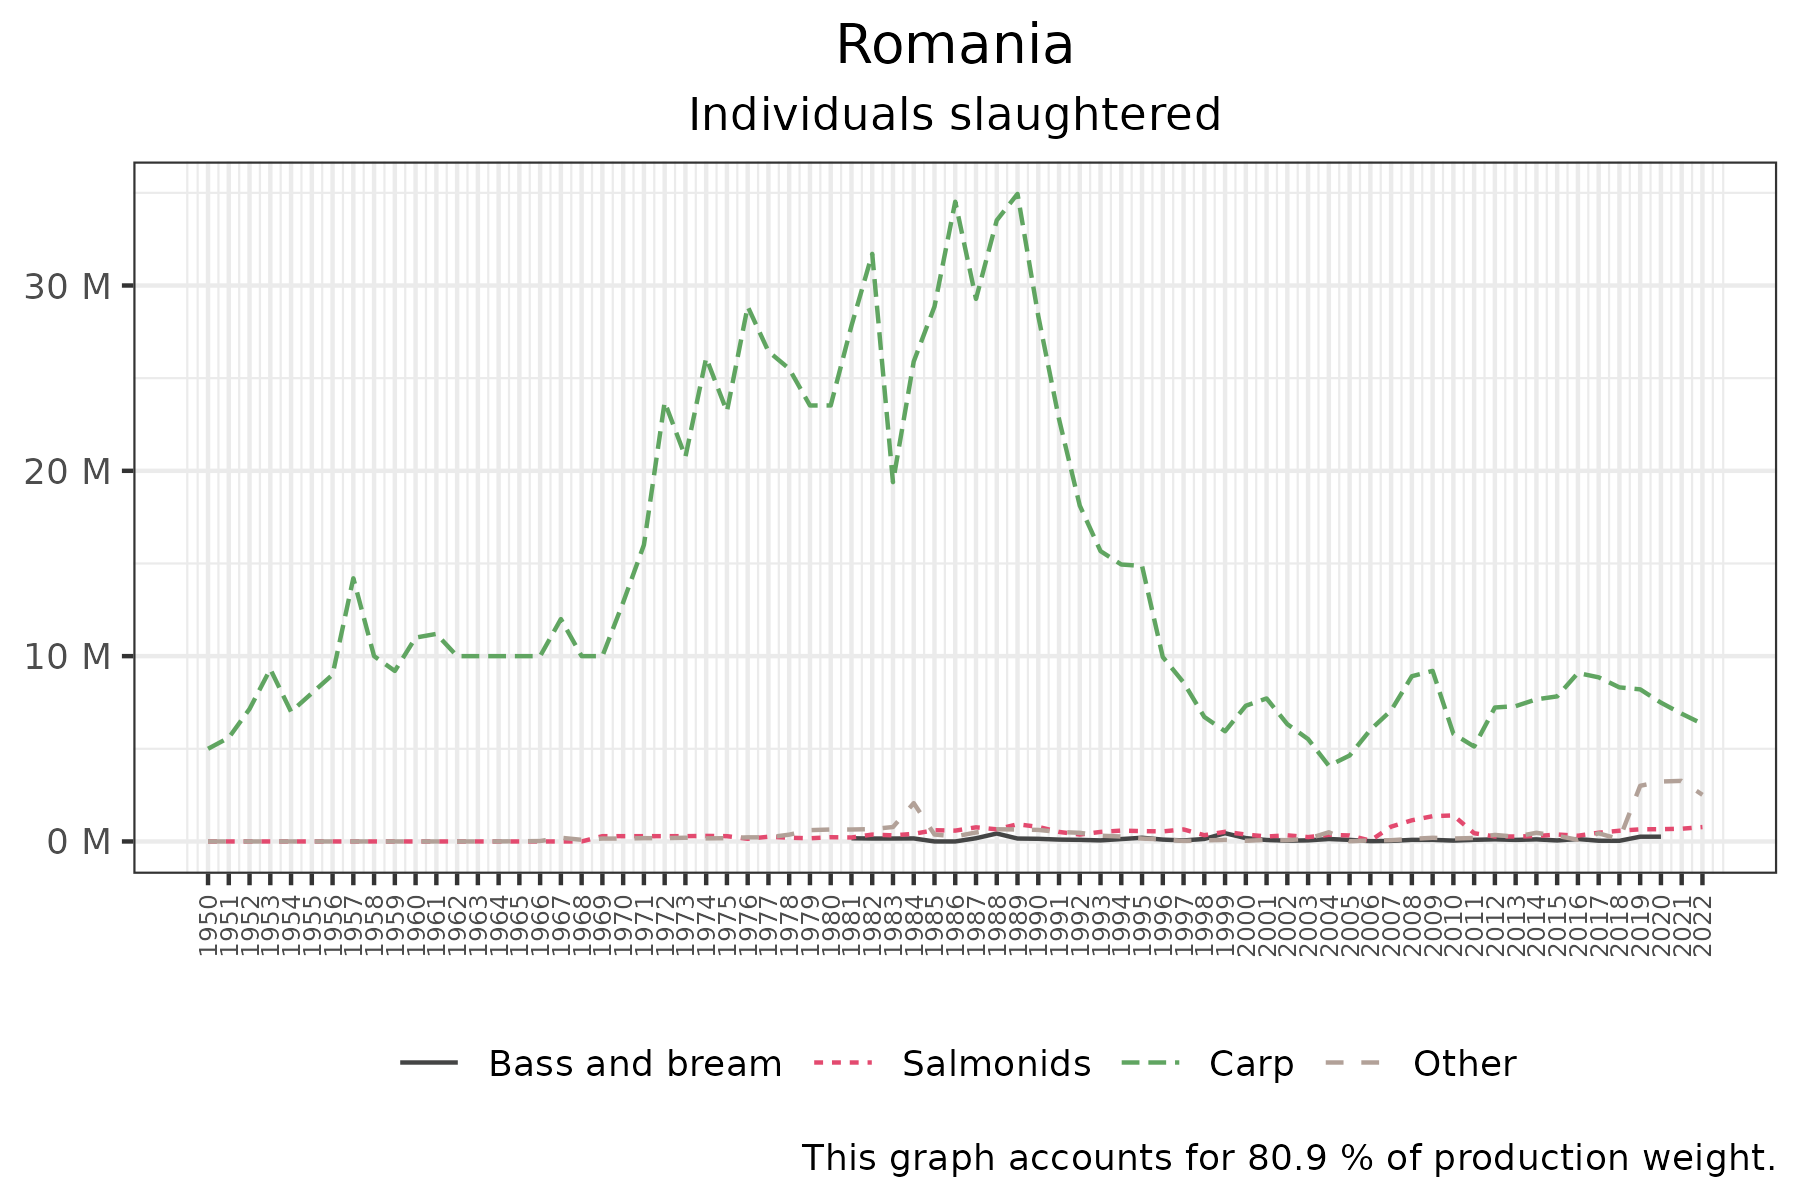 Romania
Individuals slaughtered
30 M
20 M
10 M
0 M
1950 1951 1952 1953 1954 1955 1956 1957 1958 1959 1960 1961 1962 1963 1964 1965 1966 1967 1968 1969 1970 1971 1972 1973 1974 1975 1976 1977 1978 1979 1980 1981 1982 1983 1984 1985 1986 1987 1988 1989 1990 1991 1992 1993 1994 1995 1996 1997 1998 1999 2000 2001 2002 2003 2004 2005 2006 2007 2008 2009 2010 2011 2012 2013 2014 2015 2016 2017 2018 2019 2020 2021 2022
Bass and bream Salmonids Carp Other
This graph accounts for 80.9 % of production weight.